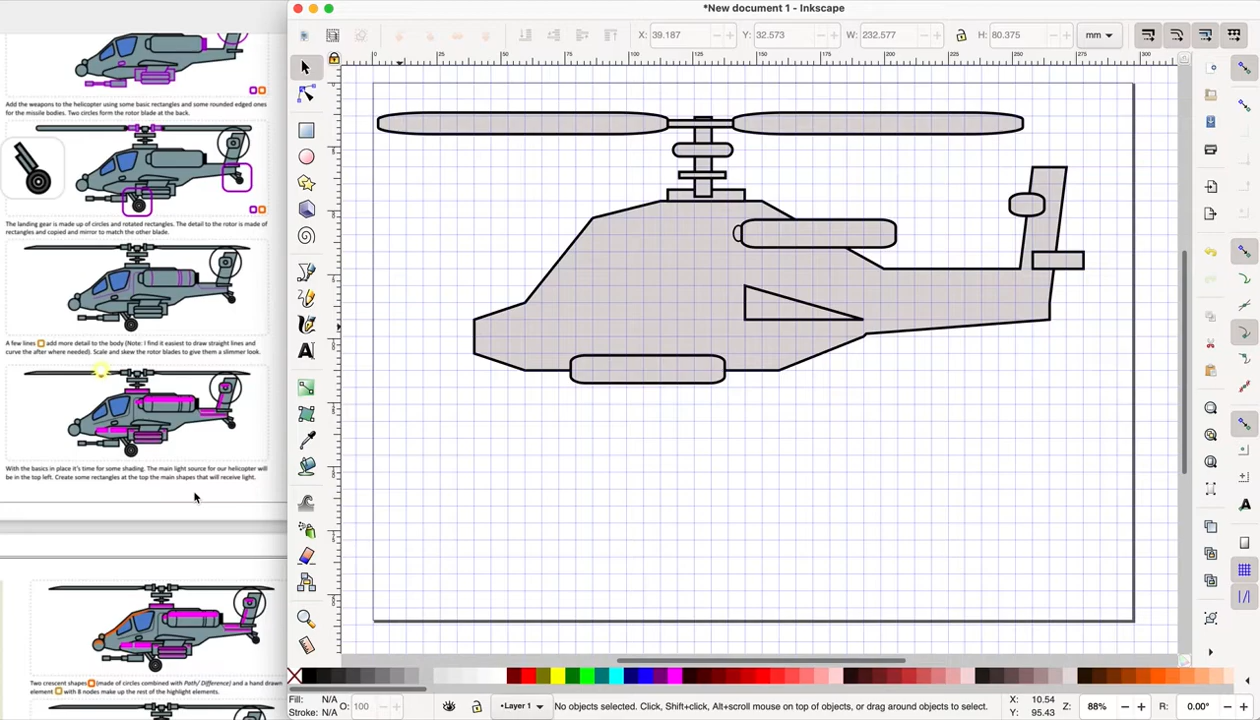 *New document 1 - Inkscape
X: 39.187 Y: 32.573 W: 232.577 H: 80.375 mm
Add the weapons to the helicopter using some basic rectangles and some rounded edged ones
for the missile bodies. Two circles form the rotor blade at the back.
The landing gear is made up of circles and rotated rectangles. The detail to the rotor is made of
rectangles and copied and mirror to match the other blade.
A few lines add more detail to the body (Note: I find it easiest to draw straight lines and
curve the after where needed). Scale and skew the rotor blades to give them a slimmer look.
With the basics in place it's time for some shading. The main light source for our helicopter will
be in the top left. Create some rectangles at the top the main shapes that will receive light.
Two crescent shapes (made of circles combined with Path/ Difference) and a hand drawn
element with 8 nodes make up the rest of the highlight elements.
Fill: N/A
Stroke: N/A
O: 100
•Layer 1
No objects selected. Click, Shift+click, Alt+scroll mouse on top of objects, or drag around objects to select.
X: 10.54
Y: 95.43
Z: 88%
R: 0.00°